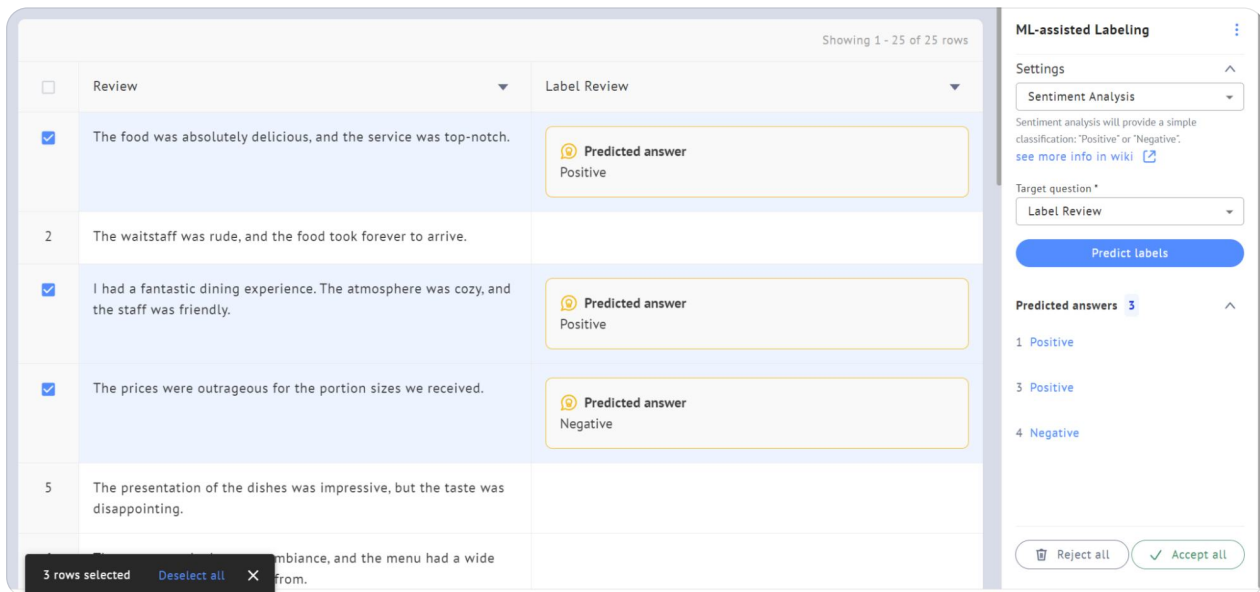 Showing 1 - 25 of 25 rows
Review
Label Review
The food was absolutely delicious, and the service was top-notch.
Predicted answer
Positive
2
The waitstaff was rude, and the food took forever to arrive.
I had a fantastic dining experience. The atmosphere was cozy, and
the staff was friendly.
Predicted answer
Positive
The prices were outrageous for the portion sizes we received.
Predicted answer
Negative
5
The presentation of the dishes was impressive, but the taste was
disappointing.
mbiance, and the menu had a wide
from.
3 rows selected
Deselect all
ML-assisted Labeling
Settings
Sentiment Analysis
Sentiment analysis will provide a simple
classification: "Positive" or "Negative".
see more info in wiki
Target question *
Label Review
Predict labels
Predicted answers 3
1 Positive
3 Positive
4 Negative
Reject all
Accept all